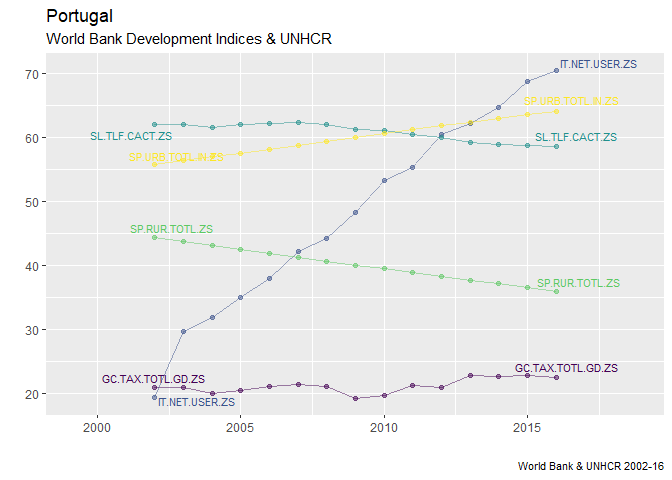 Portugal
World Bank Development Indices & UNHCR
70
60
50
40
30
20
IT.NET.USER.ZS
SP.URB.TOTL.IN.ZS
SL.TLF.CACT.ZS
SL.TLF.CACT.ZS
SP.URB.TOTL.IN.ZS
SP.RUR.TOTL.ZS
SP.RUR.TOTL.ZS
GC.TAX.TOTL.GD.ZS
GC.TAX.TOTL.GD.ZS
IT.NET.USER.ZS
2000
2005
2010
2015
World Bank & UNHCR 2002-16